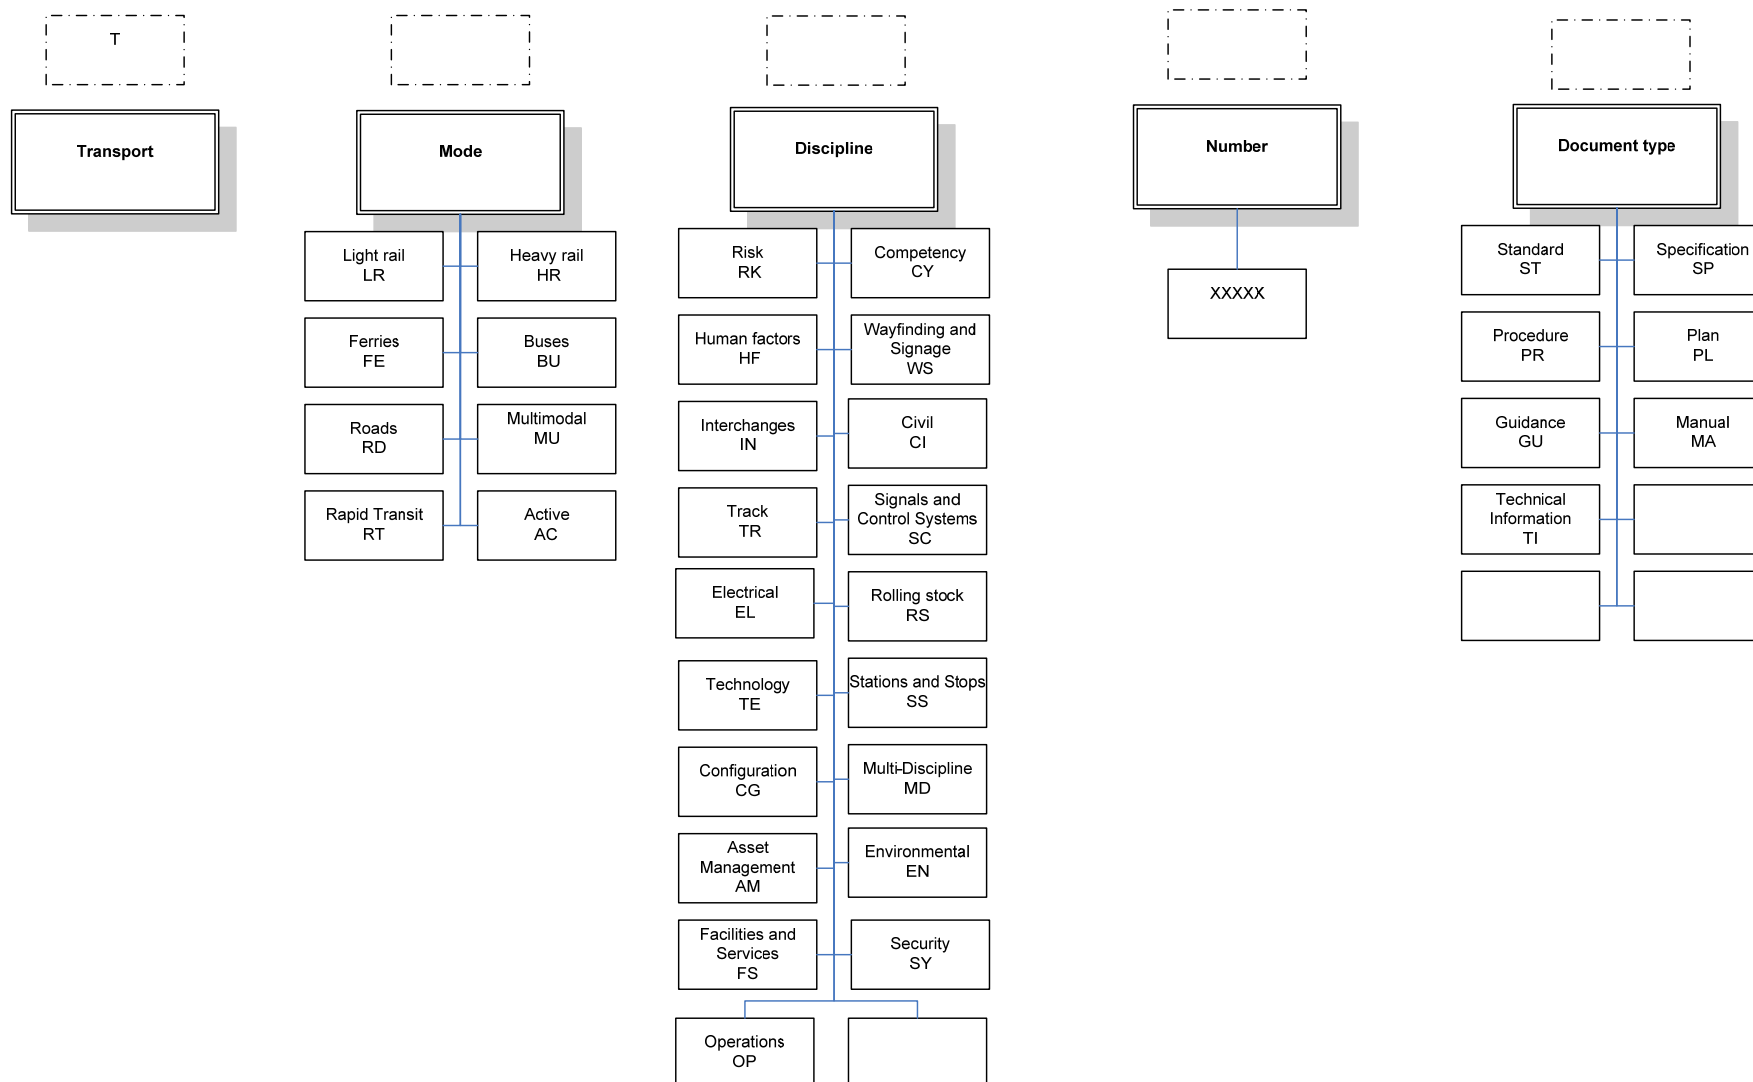 T
Transport
Mode
Discipline
Number
Document type
Light rail
LR
Heavy rail
HR
Ferries
FE
Buses
BU
Roads
RD
Multimodal
MU
Rapid Transit
RT
Active
AC
Risk
RK
Competency
CY
Human factors
HF
Wayfinding and
Signage
WS
Interchanges
IN
Civil
CI
Track
TR
Signals and
Control Systems
SC
Electrical
EL
Rolling stock
RS
Technology
TE
Stations and Stops
SS
Configuration
CG
Multi-Discipline
MD
Asset
Management
AM
Environmental
EN
Facilities and
Services
FS
Security
SY
Operations
OP
XXXXX
Standard
ST
Specification
SP
Procedure
PR
Plan
PL
Guidance
GU
Manual
MA
Technical
Information
TI